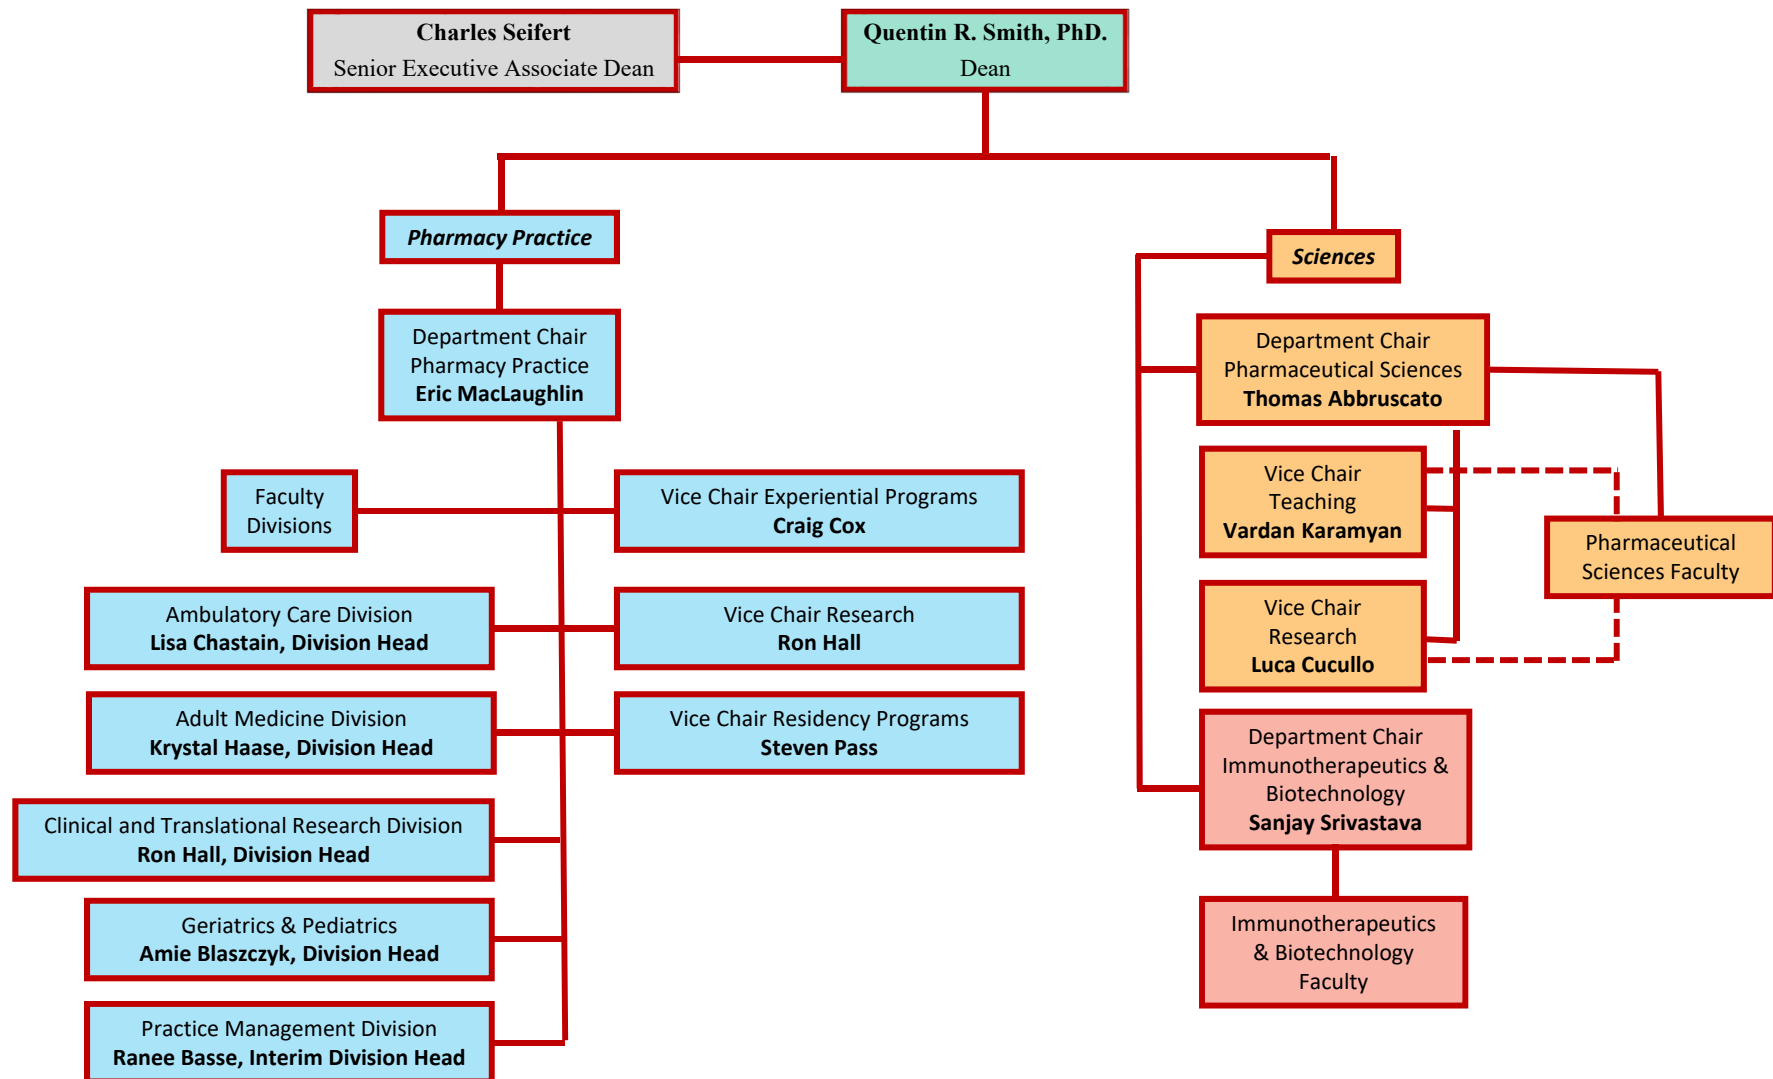 Charles Seifert
Senior Executive Associate Dean
Quentin R. Smith, PhD.
Dean
Pharmacy Practice
Department Chair
Pharmacy Practice
Eric MacLaughlin
Faculty
Divisions
Vice Chair Experiential Programs
Craig Cox
Ambulatory Care Division
Lisa Chastain, Division Head
Vice Chair Research
Ron Hall
Adult Medicine Division
Krystal Haase, Division Head
Vice Chair Residency Programs
Steven Pass
Clinical and Translational Research Division
Ron Hall, Division Head
Geriatrics & Pediatrics
Amie Blaszczyk, Division Head
Practice Management Division
Ranee Basse, Interim Division Head
Sciences
Department Chair
Pharmaceutical Sciences
Thomas Abbruscato
Vice Chair
Teaching
Vardan Karamyan
Pharmaceutical
Sciences Faculty
Vice Chair
Research
Luca Cucullo
Department Chair
Immunotherapeutics &
Biotechnology
Sanjay Srivastava
Immunotherapeutics
& Biotechnology
Faculty